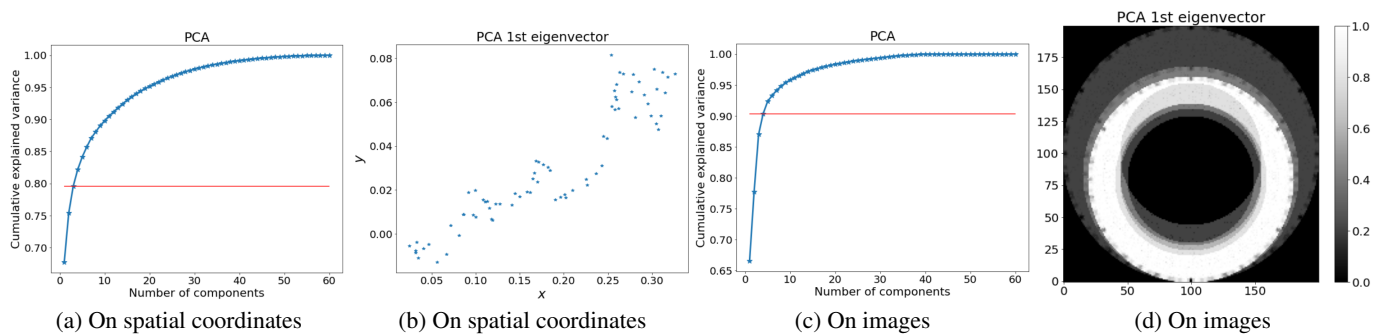 PCA
Cumulative explained variance
1.00
0.95
0.90
0.85
0.80
0.75
0.70
0 10 20 30 40 50 60
Number of components
(a) On spatial coordinates
PCA 1st eigenvector
y
0.08
0.06
0.04
0.02
0.00
0.05 0.10 0.15 0.20 0.25 0.30
x
(b) On spatial coordinates
PCA
Cumulative explained variance
1.00
0.95
0.90
0.85
0.80
0.75
0.70
0.65
0 10 20 30 40 50 60
Number of components
(c) On images
PCA 1st eigenvector
175
150
125
100
75
50
25
0
0 50 100 150
1.0
0.8
0.6
0.4
0.2
0.0
(d) On images